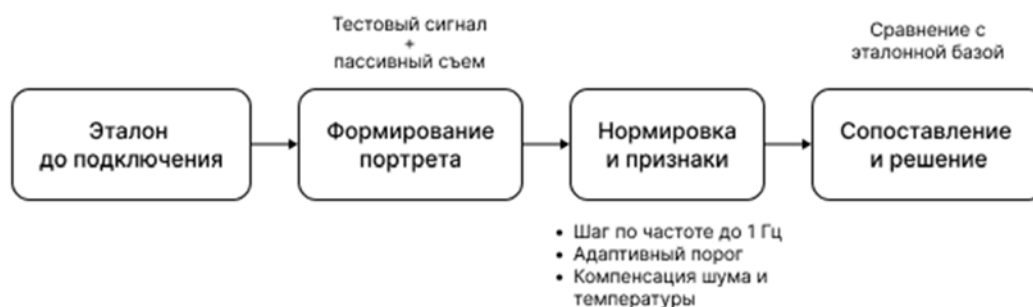 Тестовый сигнал
+
пассивный съем
Сравнение с
эталонной базой
Эталон
до подключения
Формирование
портрета
Нормировка
и признаки
Сопоставление
и решение
• Шаг по частоте до 1 Гц
• Адаптивный порог
• Компенсация шума и
температуры